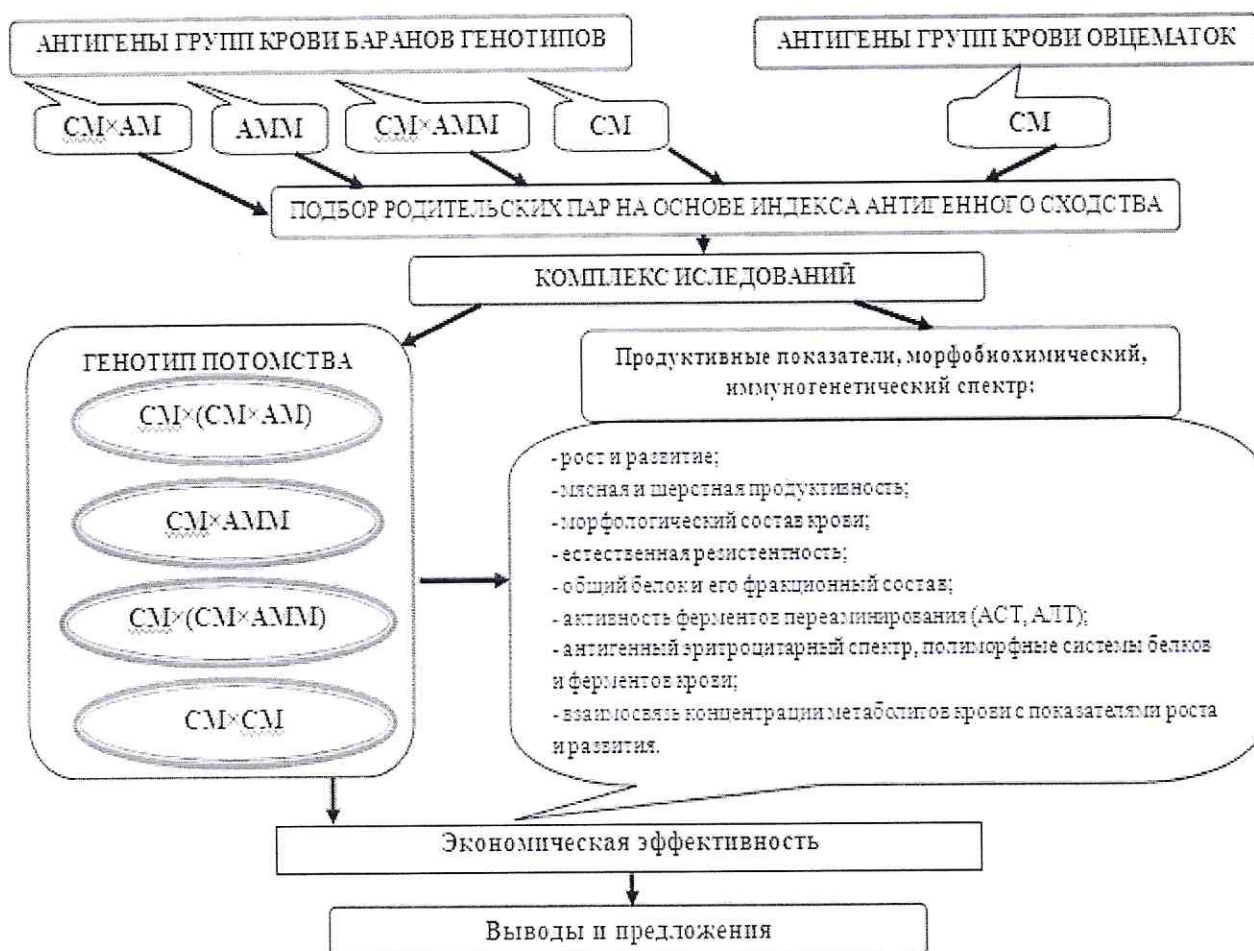 АНТИГЕНЫ ГРУПП КРОВИ БАРАНОВ ГЕНОТИПОВ
АНТИГЕНЫ ГРУПП КРОВИ ОВЦЕМАТОК
СМ×АМ
АММ
СМ×АММ
СМ
СМ
ПОДБОР РОДИТЕЛЬСКИХ ПАР НА ОСНОВЕ ИНДЕКСА АНТИГЕННОГО СХОДСТВА
КОМПЛЕКС ИСЛЕДОВАНИЙ
ГЕНОТИП ПОТОМСТВА
СМ×(СМ×АМ)
СМ×АММ
СМ×(СМ×АММ)
СМ×СМ
Продуктивные показатели, морфобиохимический,
иммуногенетический спектр:
- рост и развитие;
- мясная и шерстная продуктивность;
- морфологический состав крови;
- естественная резистентность;
- общий белок и его фракционный состав;
- активность ферментов переаминирования (АСТ, АЛТ);
- антигенный эритроцитарный спектр, полиморфные системы белков
и ферментов крови;
- взаимосвязь концентрации метаболитов крови с показателями роста
и развития.
Экономическая эффективность
Выводы и предложения